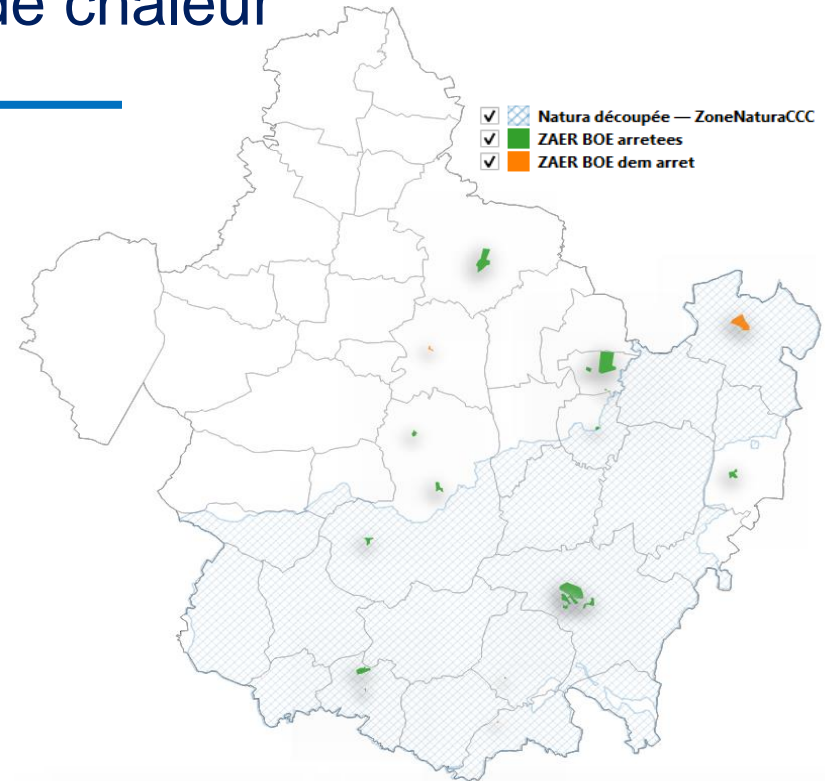 de chaleur
Natura découpée — ZoneNaturaCCC
ZAER BOE arretees
ZAER BOE dem arret